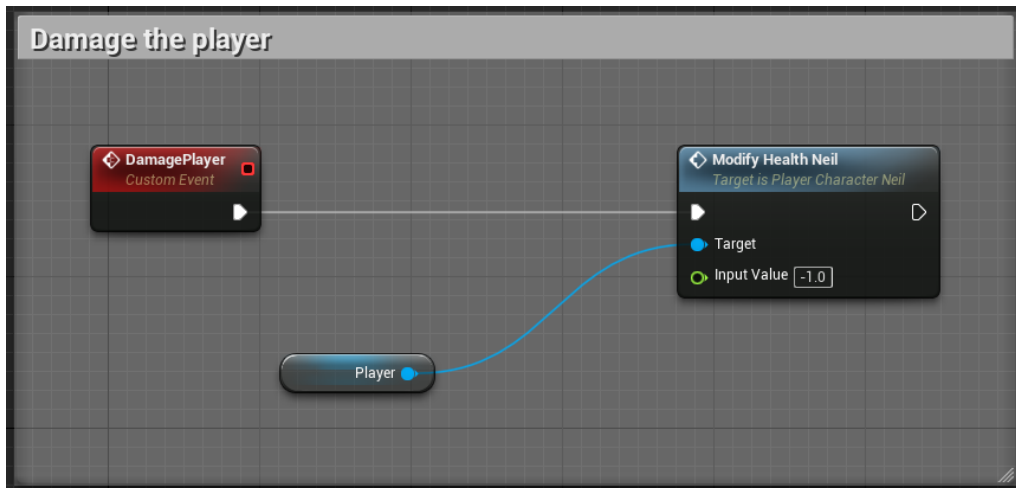 Damage the player
DamagePlayer
Custom Event
Modify Health Neil
Target is Player Character Neil
Target
Input Value -1.0
Player